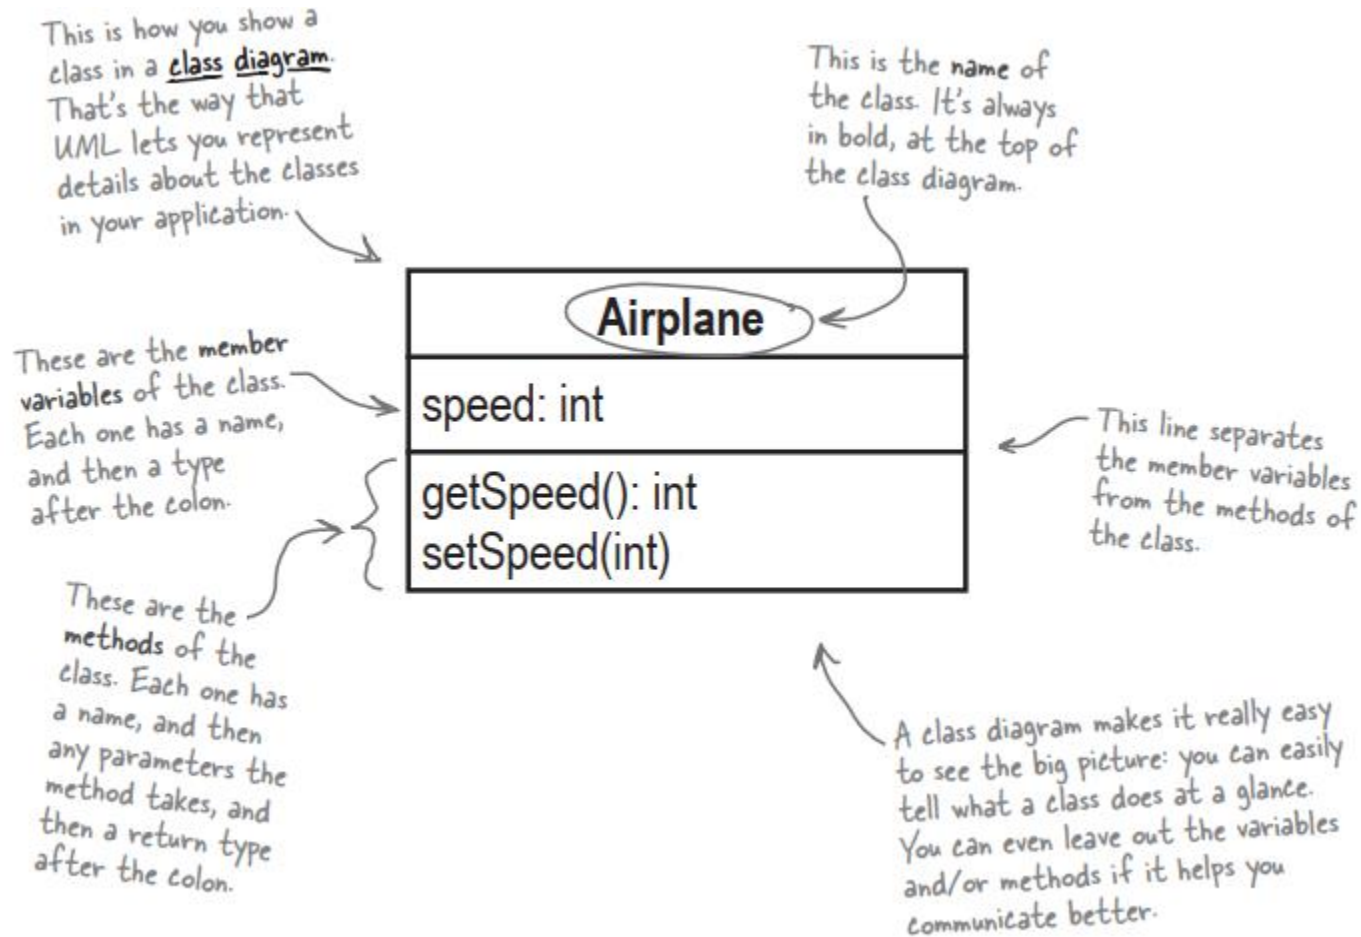 This is how you show a
class in a class diagram.
That's the way that
UML lets you represent
details about the classes
in your application.
This is the name of
the class. It's always
in bold, at the top of
the class diagram.
Airplane
These are the member
variables of the class.
Each one has a name,
and then a type
after the colon.
speed: int
This line separates
the member variables
from the methods of
the class.
getSpeed(): int
setSpeed(int)
These are the
methods of the
class. Each one has
a name, and then
any parameters the
method takes, and
then a return type
after the colon.
A class diagram makes it really easy
to see the big picture: you can easily
tell what a class does at a glance.
You can even leave out the variables
and/or methods if it helps you
communicate better.